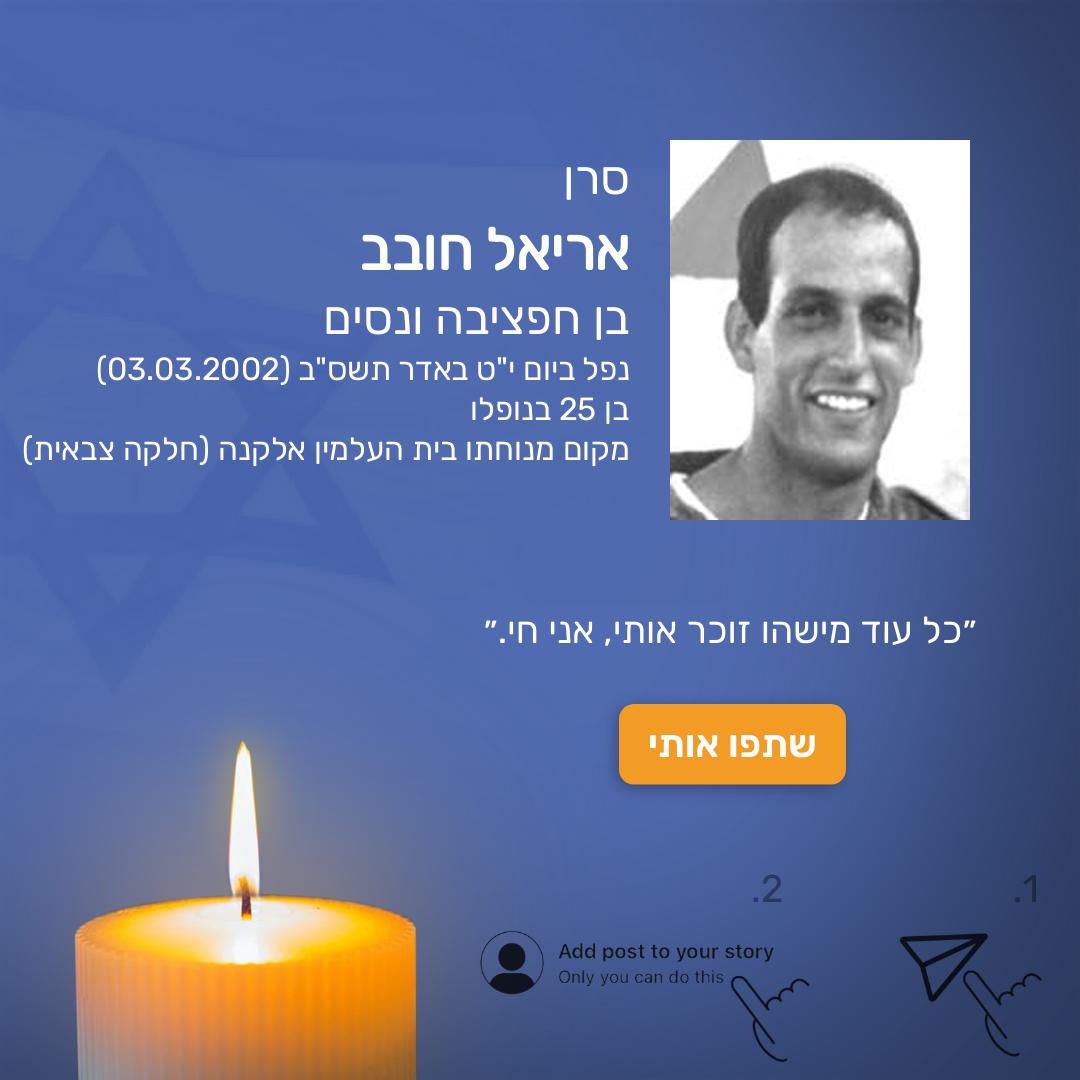 סרן
אריאל חובב
בן חפציבה ונסים
נפל ביום י"ט באדר תשס"ב (03.03.2002)
בן 25 בנופלו
מקום מנוחתו בית העלמין אלקנה (חלקה צבאית)
״כל עוד מישהו זוכר אותי, אני חי.״
שתפו אותי
1.
2.
Add post to your story
Only you can do this